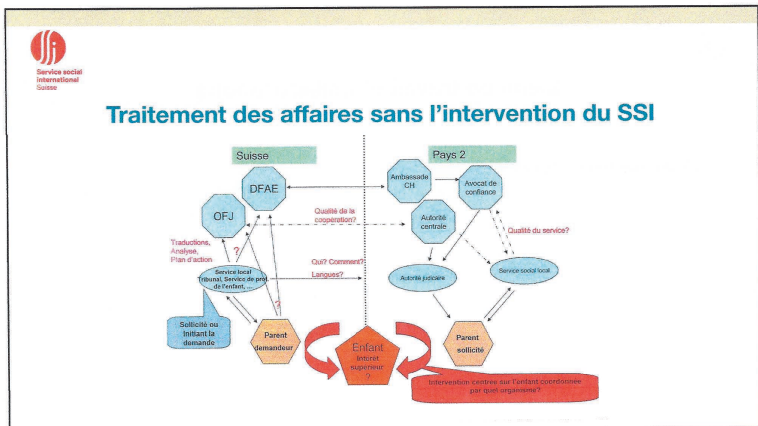 Service social
international
Suisse
Traitement des affaires sans l'intervention du SSI
Suisse
Pays 2
DFAE
Ambassade
CH
Avocat de
confiance
OFJ
Qualité de la
coopération?
Autorité
centrale
Qualité du service?
Traductions,
Analyse,
Plan d'action
?
Qui? Comment?
Langues?
Service local
Tribunal, Service de prot.
de l'enfant, ...
Autorité judiciaire
Service social local
Sollicité ou
Initiant la
demande
?
Parent
demandeur
Enfant
Intérêt
supérieur
?
Parent
sollicité
Intervention centrée sur l'enfant coordonnée
par quel organisme?